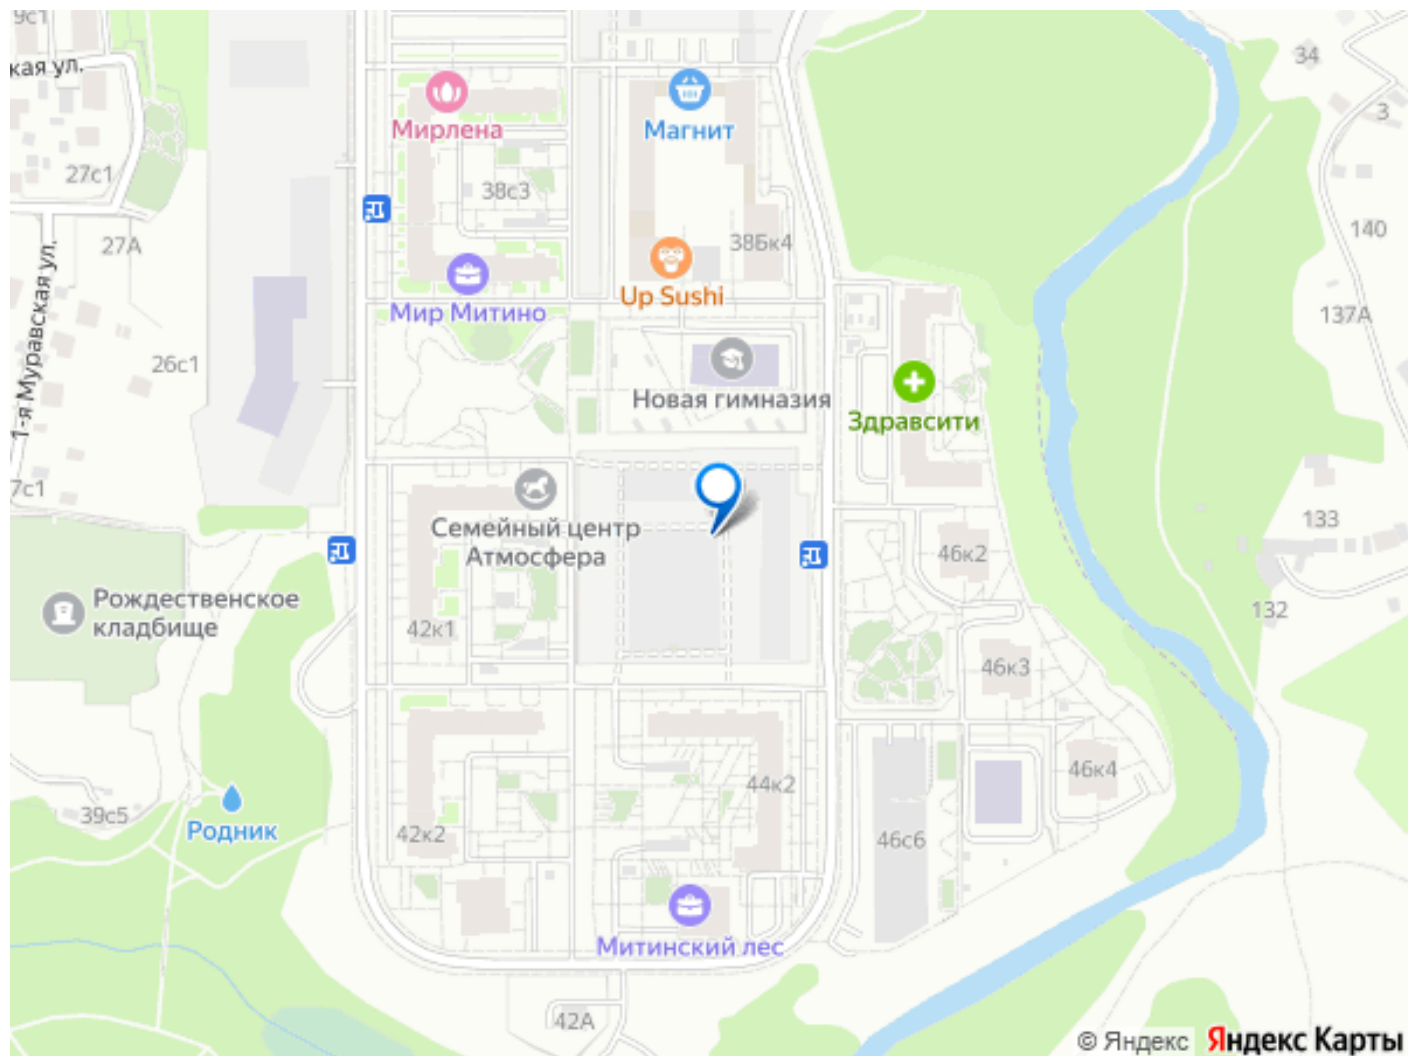 9с1
кая ул.
34
Мирлена
Магнит
3
27с1
38с3
27А
38Бк4
140
Up Sushi
Мир Митино
137А
1-я Муравская ул.
26с1
Новая гимназия
Здравсити
7с1
Семейный центр
Атмосфера
133
46к2
Рождественское
кладбище
132
42к1
46к3
46к4
44к2
39с5
Родник
42к2
46с6
Митинский лес
42А
© Яндекс Яндекс Карты